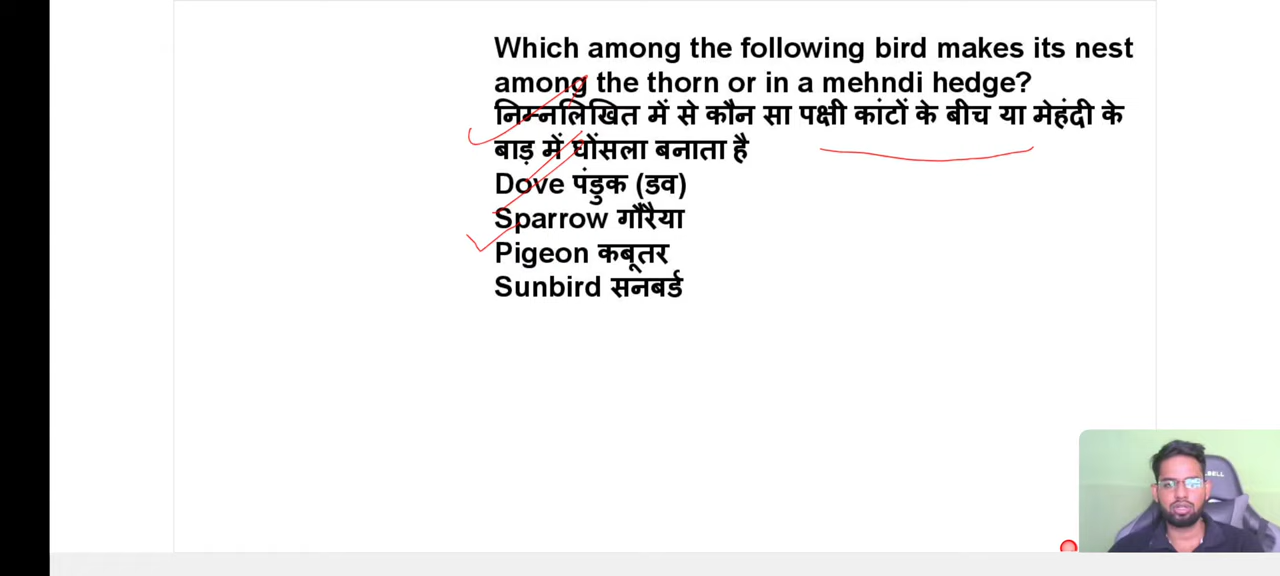 Which among the following bird makes its nest
among the thorn or in a mehndi hedge?
निम्नलिखित में से कौन सा पक्षी कांटों के बीच या मेहंदी के
बाड़ में घोंसला बनाता है
Dove पंडुक (डव)
Sparrow गौरैया
Pigeon कबूतर
Sunbird सनबर्ड